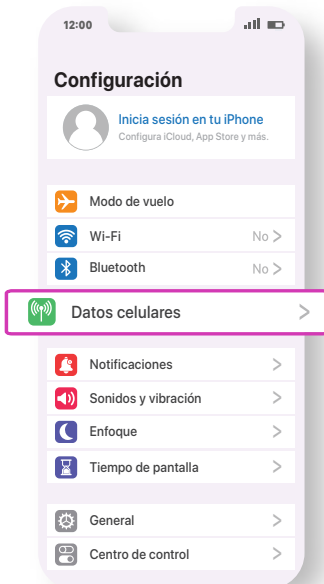 12:00
Configuración
Inicia sesión en tu iPhone
Configura iCloud, App Store y más.
Modo de vuelo
Wi-Fi No
Bluetooth No
Datos celulares
Notificaciones
Sonidos y vibración
Enfoque
Tiempo de pantalla
General
Centro de control